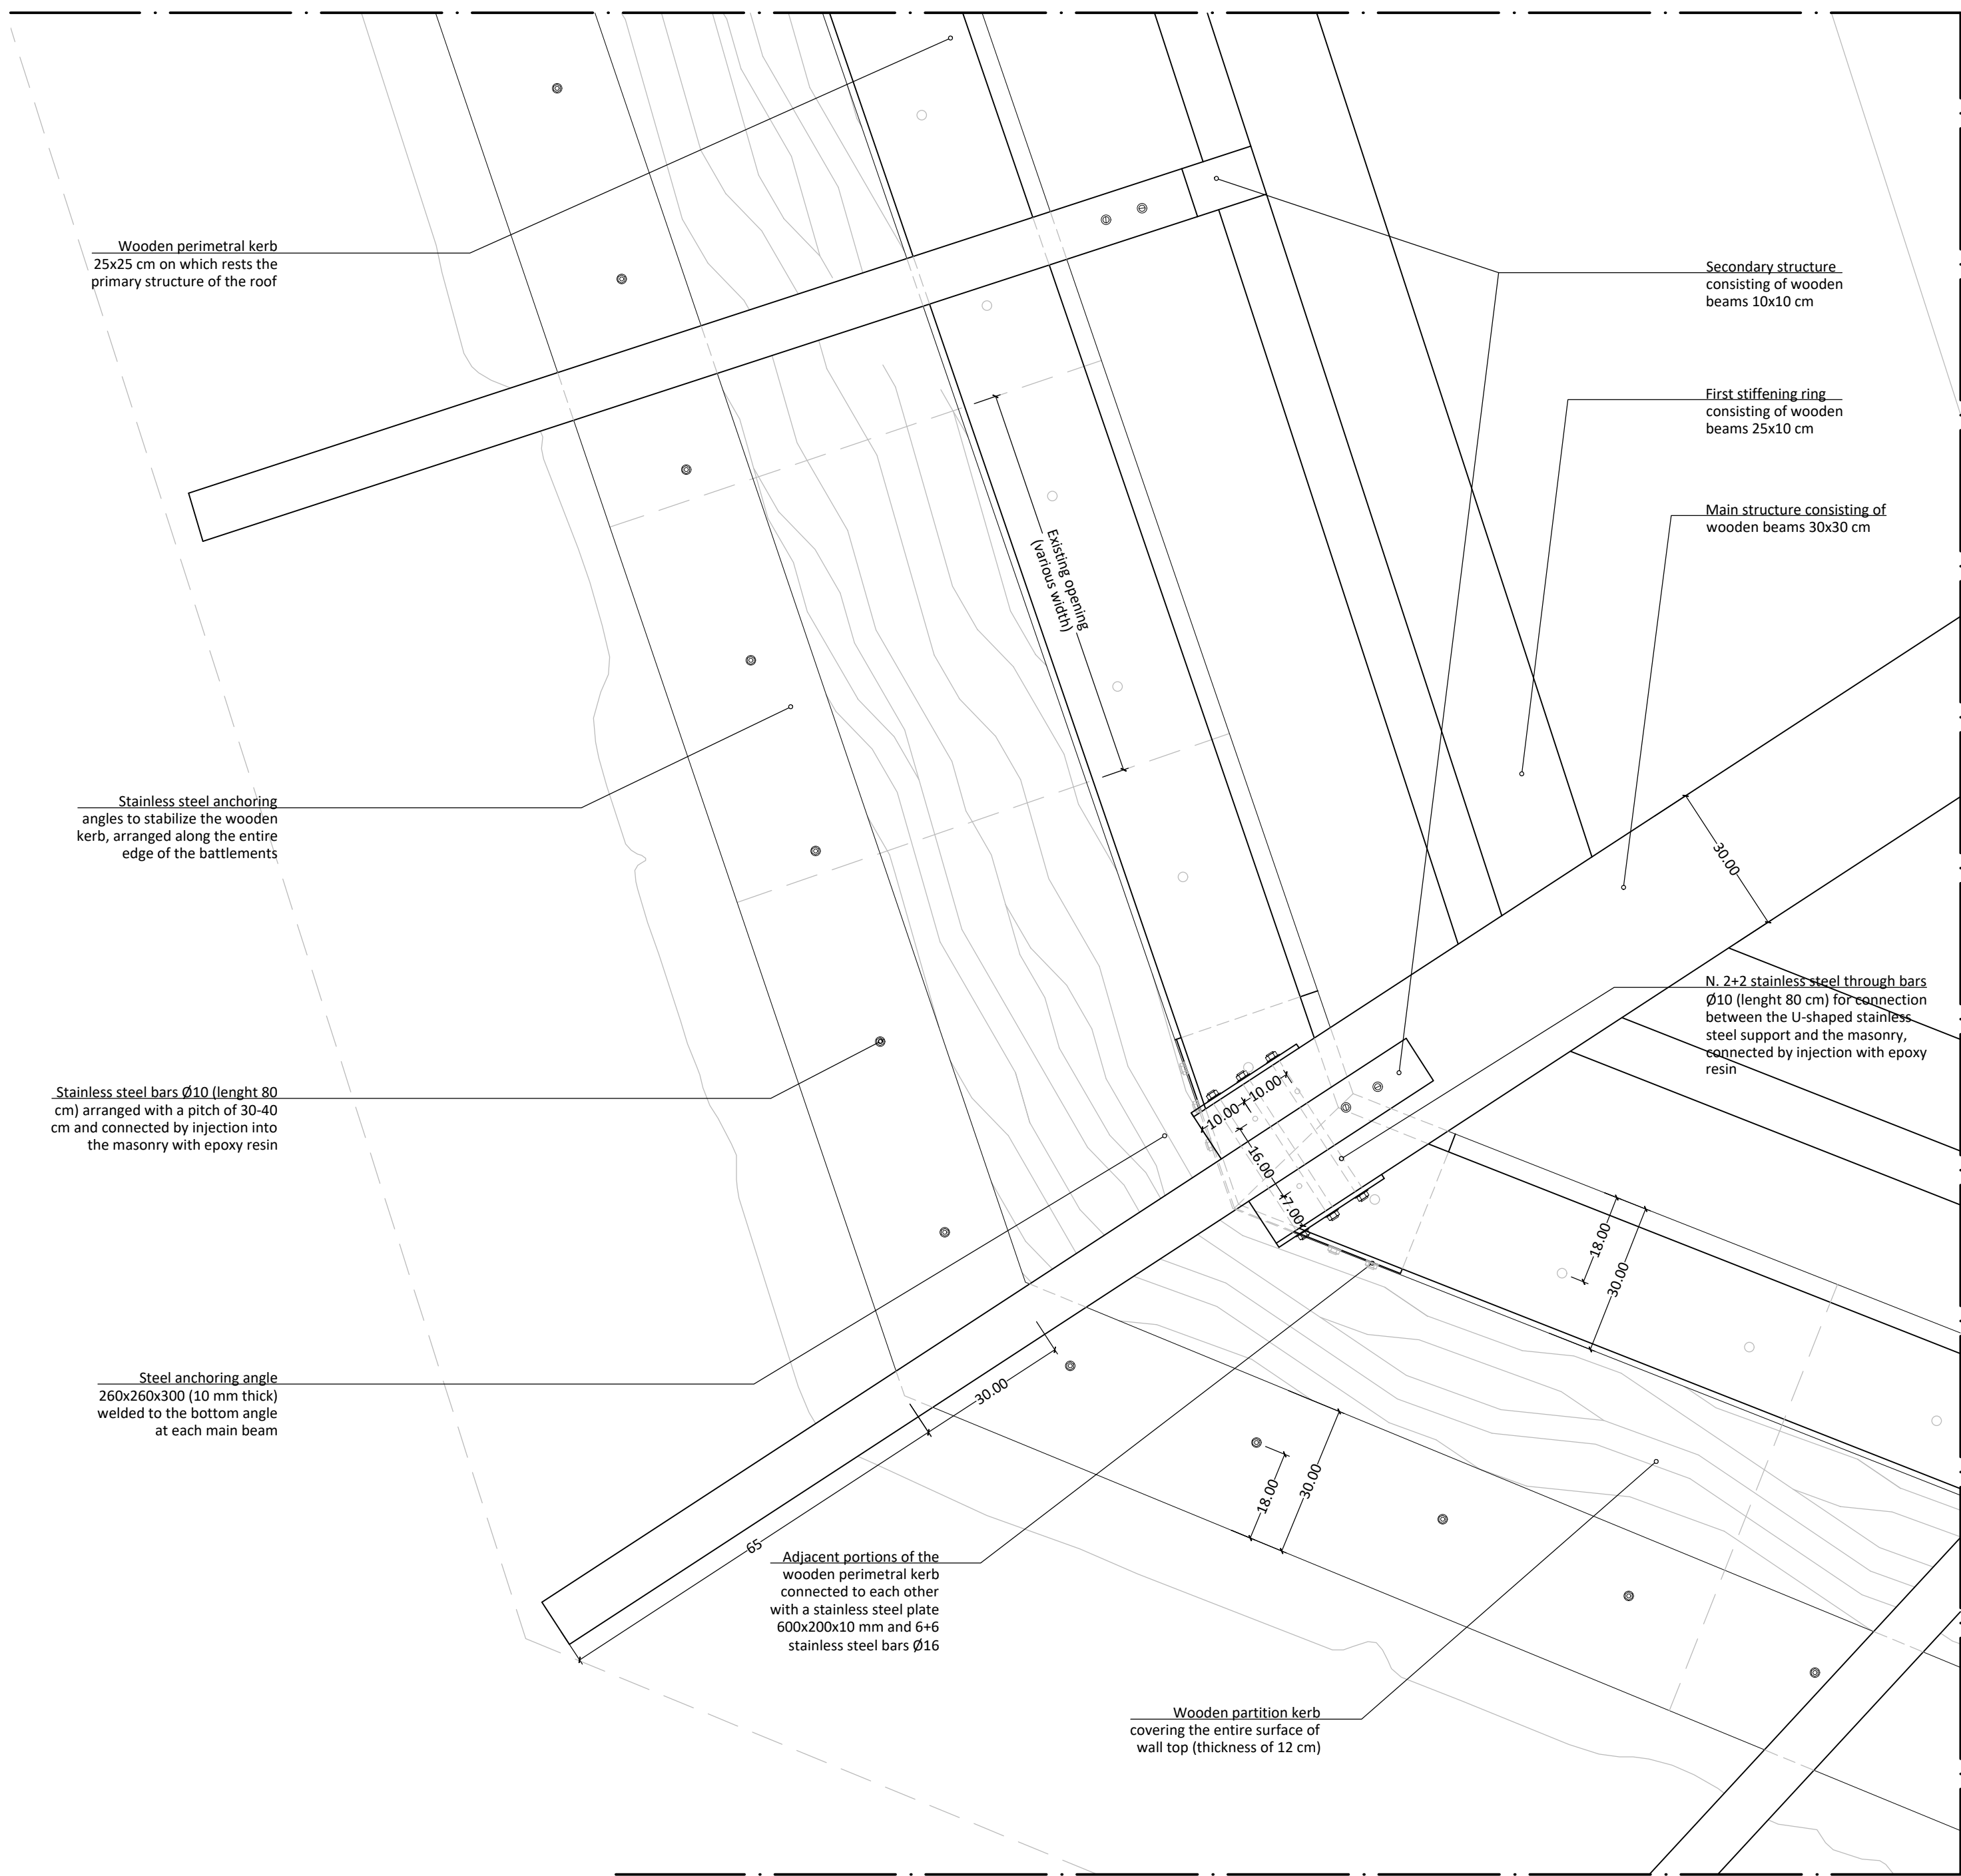 Wooden perimetral kerb
25x25 cm on which rests the
primary structure of the roof
Secondary structure
consisting of wooden
beams 10x10 cm
First stiffening ring
consisting of wooden
beams 25x10 cm
Main structure consisting of
wooden beams 30x30 cm
Existing opening
(various width)
Stainless steel anchoring
angles to stabilize the wooden
kerb, arranged along the entire
edge of the battlements
30.00
N. 2+2 stainless steel through bars
Ø10 (lenght 80 cm) for connection
between the U-shaped stainless
steel support and the masonry,
connected by injection with epoxy
resin
Stainless steel bars Ø10 (lenght 80
cm) arranged with a pitch of 30-40
cm and connected by injection into
the masonry with epoxy resin
10.00
10.00
16.00
7.00
18.00
30.00
Steel anchoring angle
260x260x300 (10 mm thick)
welded to the bottom angle
at each main beam
30.00
18.00
30.00
65
Adjacent portions of the
wooden perimetral kerb
connected to each other
with a stainless steel plate
600x200x10 mm and 6+6
stainless steel bars Ø16
Wooden partition kerb
covering the entire surface of
wall top (thickness of 12 cm)